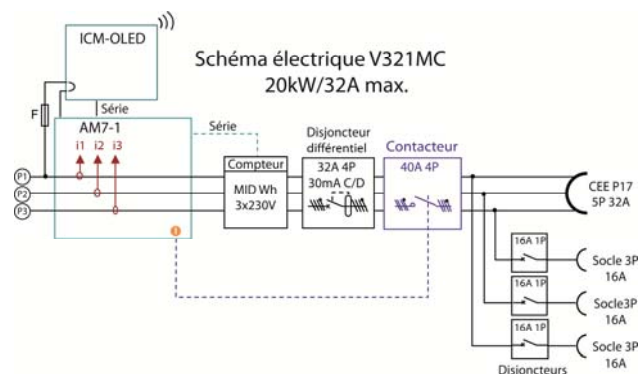 ICM-OLED
Schéma électrique V321MC
20kW/32A max.
F
Série
AM7-1
i1 i2 i3
Série
Compteur
MID Wh
3x230V
Disjoncteur
différentiel
32A 4P
30mA C/D
Contacteur
40A 4P
P1
P2
P3
CEE P17
5P 32A
16A 1P
Socle 3P
16A
16A 1P
Socle3P
16A
16A 1P
Socle 3P
16A
Disjoncteurs